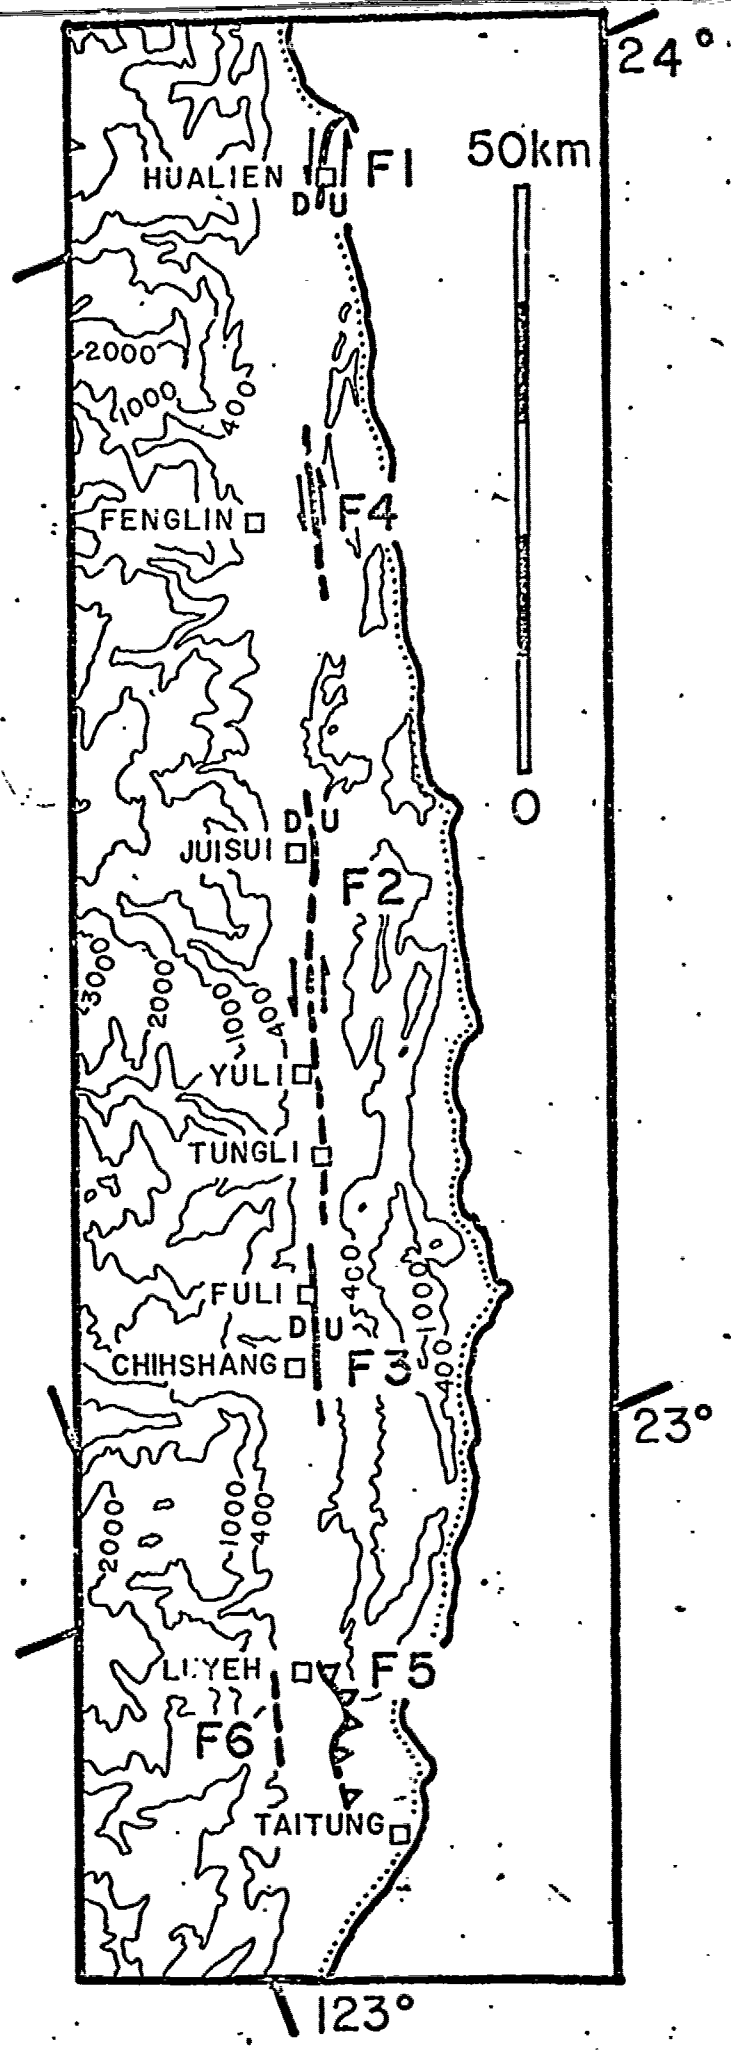 24°
50km
HUALIEN
F1
D U
2000
1000
400
FENGLIN
F4
0
D U
JUISUI
F2
3000
2000
1000
400
YULI
TUNGLI
FULI
400
1000
D U
CHIHSHANG
F3
400
23°
2000
1000
400
F5
F6
TAITUNG
123°